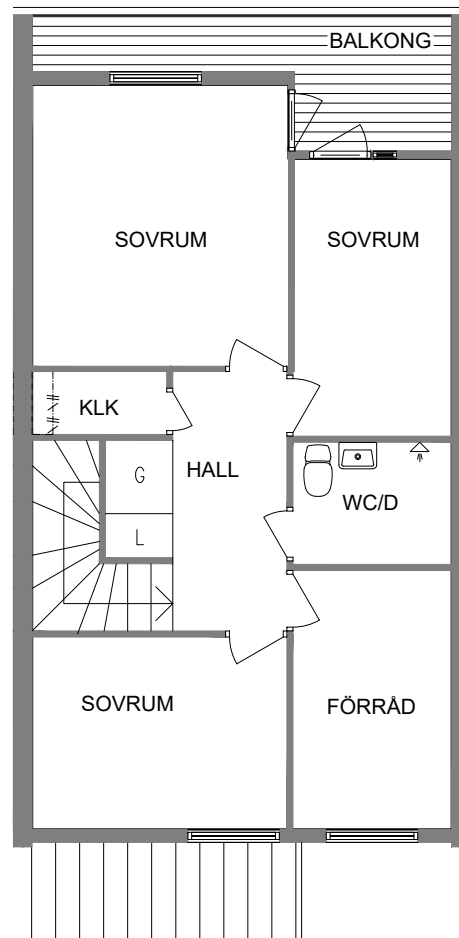 BALKONG
SOVRUM
SOVRUM
KLK
G
HALL
WC/D
L
SOVRUM
FÖRRÅD